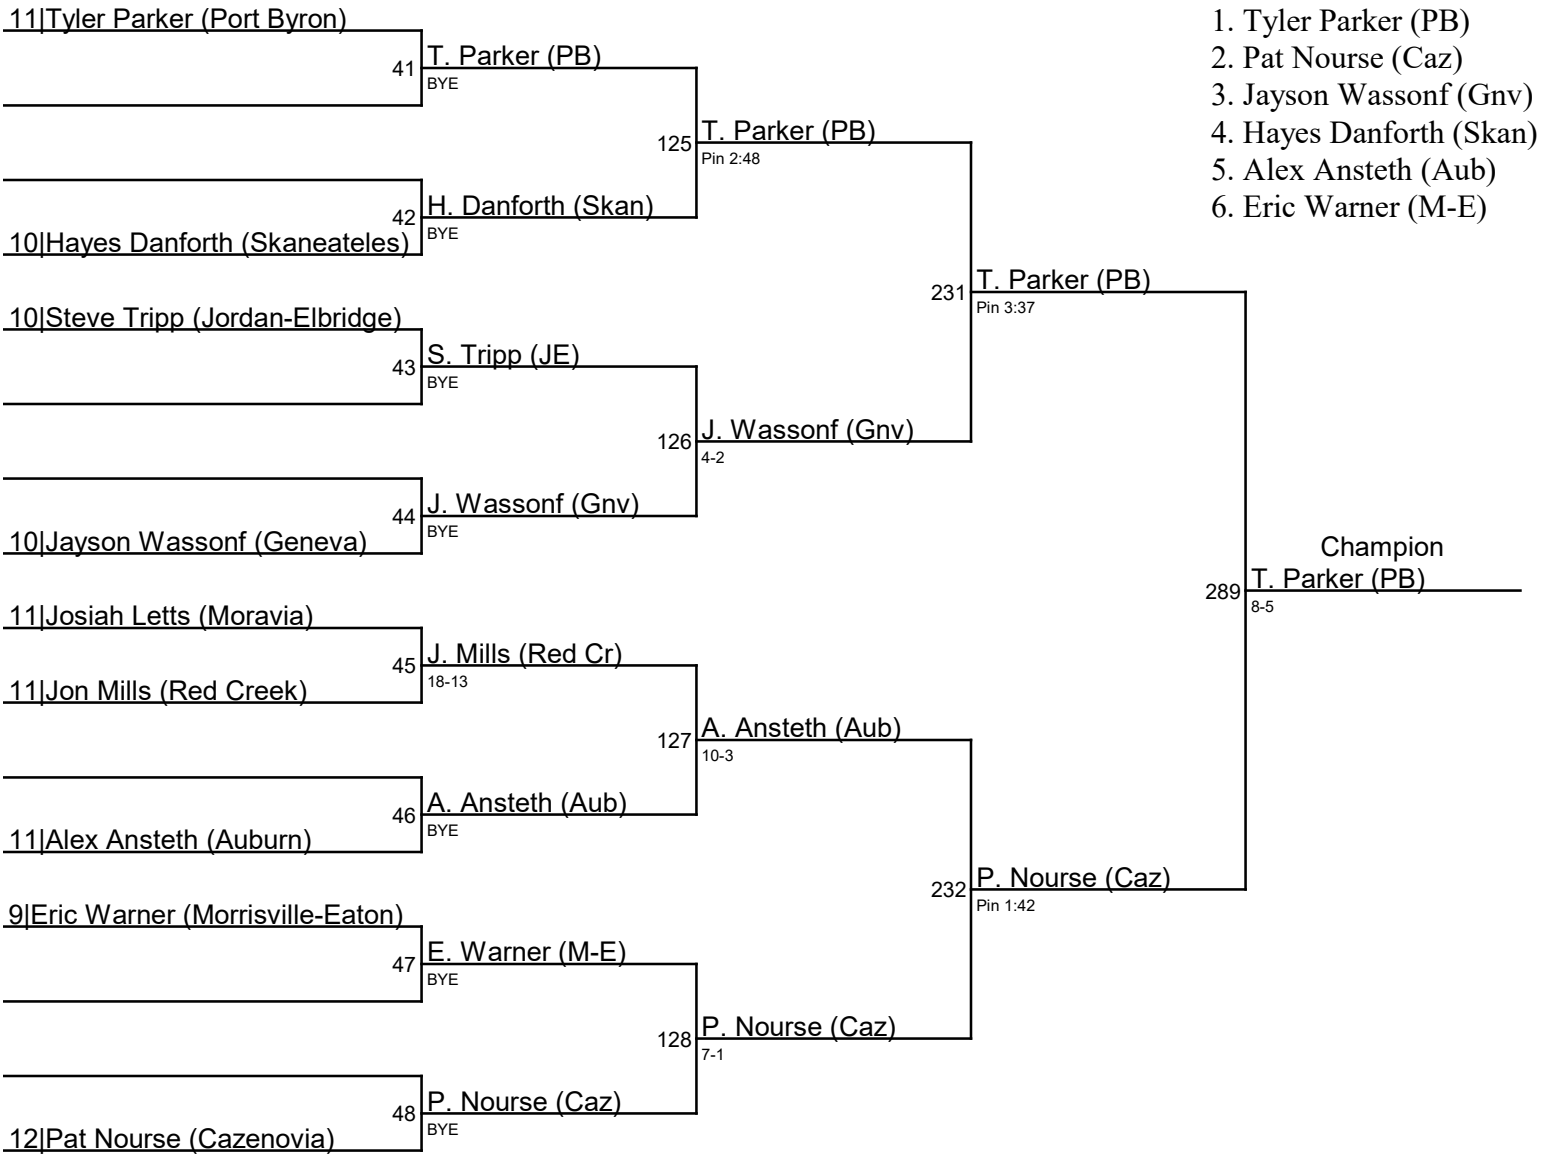 11|Tyler Parker (Port Byron)
41
T. Parker (PB)
BYE
42
H. Danforth (Skan)
BYE
10|Hayes Danforth (Skaneateles)
10|Steve Tripp (Jordan-Elbridge)
43
S. Tripp (JE)
BYE
44
J. Wassonf (Gnv)
BYE
10|Jayson Wassonf (Geneva)
11|Josiah Letts (Moravia)
45
J. Mills (Red Cr)
18-13
11|Jon Mills (Red Creek)
46
A. Ansteth (Aub)
BYE
11|Alex Ansteth (Auburn)
9|Eric Warner (Morrisville-Eaton)
47
E. Warner (M-E)
BYE
48
P. Nourse (Caz)
BYE
12|Pat Nourse (Cazenovia)
125
T. Parker (PB)
Pin 2:48
126
J. Wassonf (Gnv)
4-2
127
A. Ansteth (Aub)
10-3
128
P. Nourse (Caz)
7-1
231
T. Parker (PB)
Pin 3:37
232
P. Nourse (Caz)
Pin 1:42
Champion
289
T. Parker (PB)
8-5
1. Tyler Parker (PB)
2. Pat Nourse (Caz)
3. Jayson Wassonf (Gnv)
4. Hayes Danforth (Skan)
5. Alex Ansteth (Aub)
6. Eric Warner (M-E)